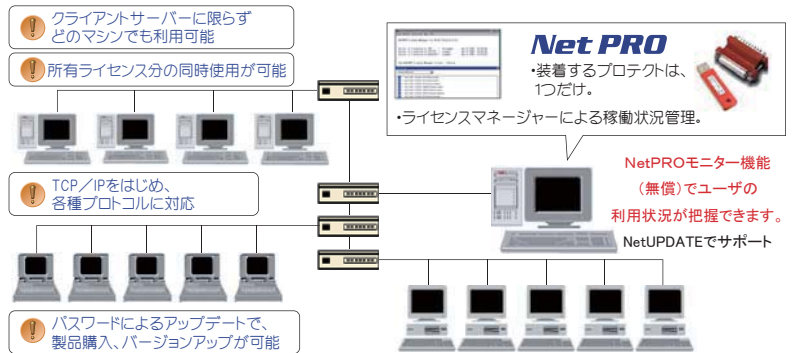 クライアントサーバーに限らず
どのマシンでも利用可能
所有ライセンス分の同時使用が可能
TCP／IPをはじめ、
各種プロトコルに対応
パスワードによるアップデートで、
製品購入、バージョンアップが可能
Net PRO
・装着するプロテクトは、
1つだけ。
・ライセンスマネージャーによる稼働状況管理。
NetPROモニター機能
（無償）でユーザの
利用状況が把握できます。
NetUPDATEでサポート